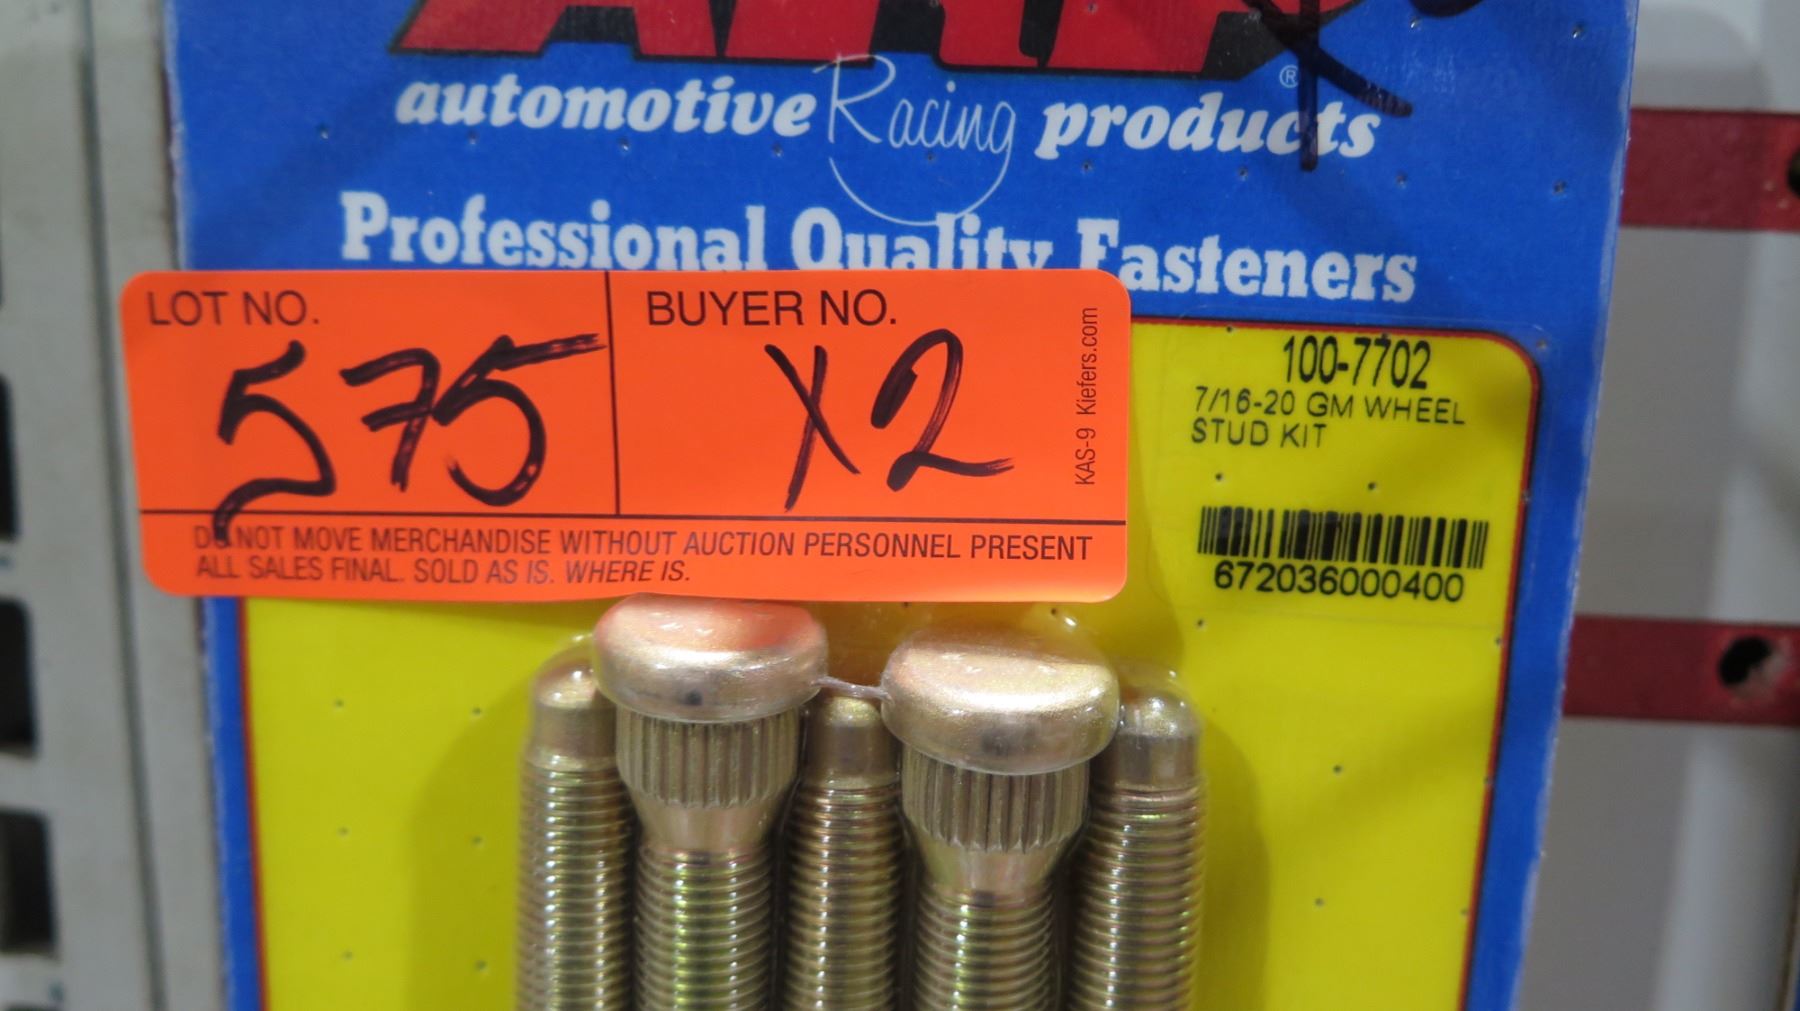 ARP®
automotive Racing products
Professional Quality Fasteners
LOT NO.
575
BUYER NO.
X2
KAS-9 Kiefers.com
DO NOT MOVE MERCHANDISE WITHOUT AUCTION PERSONNEL PRESENT
ALL SALES FINAL. SOLD AS IS. WHERE IS.
100-7702
7/16-20 GM WHEEL
STUD KIT
672036000400